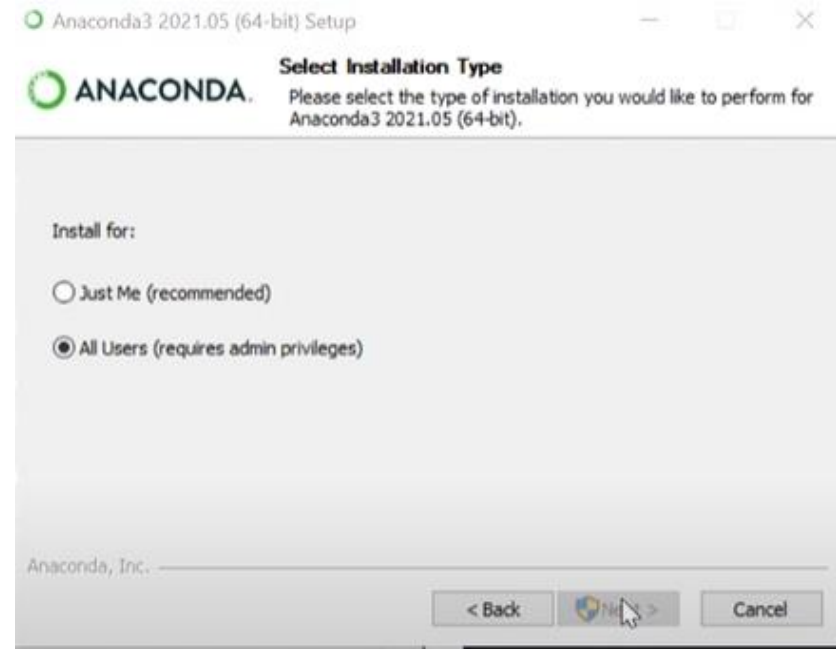 Anaconda3 2021.05 (64-bit) Setup
ANACONDA.
Select Installation Type
Please select the type of installation you would like to perform for
Anaconda3 2021.05 (64-bit).
Install for:
Just Me (recommended)
All Users (requires admin privileges)
Anaconda, Inc.
< Back
Next >
Cancel